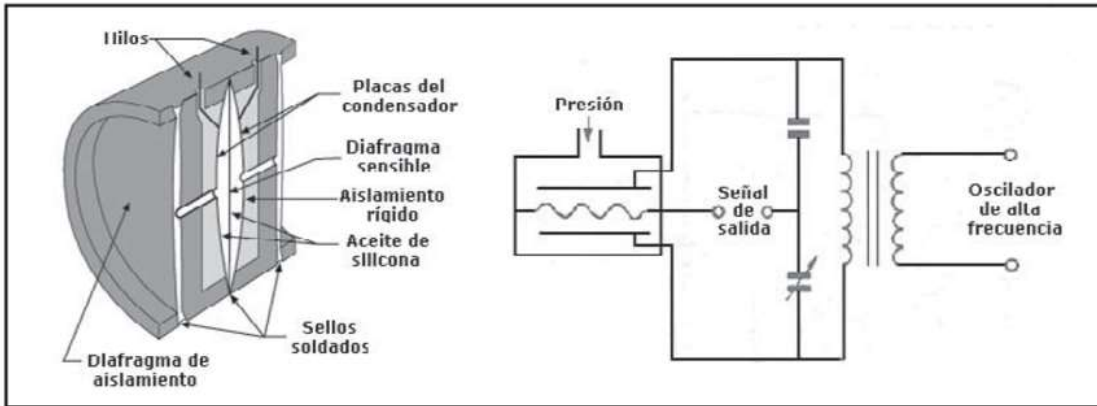 Hilos
Placas del
condensador
Diafragma
sensible
Aislamiento
rígido
Aceite de
silicona
Sellos
soldados
Diafragma de
aislamiento
Presión
Señal
de
salida
Oscilador
de alta
frecuencia